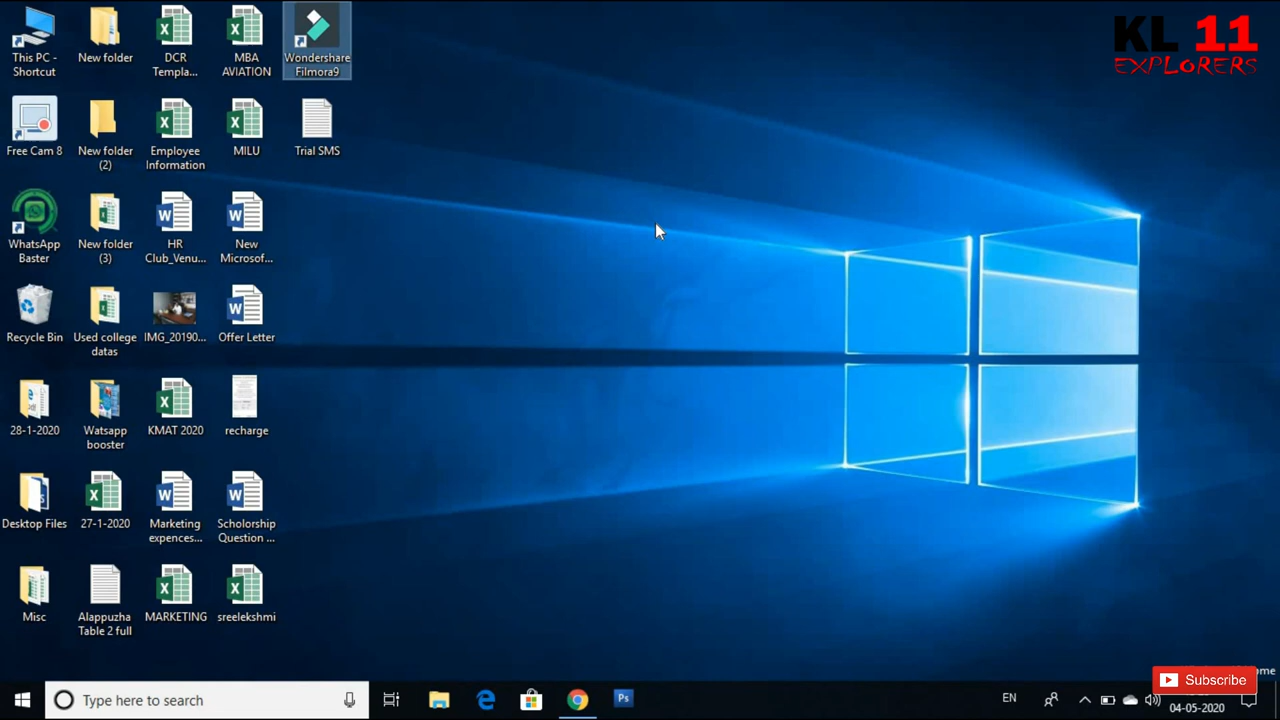 KL 11
EXPLORERS
This PC -
Shortcut
New folder
DCR
Templa...
MBA
AVIATION
Wondershare
Filmora9
Free Cam 8
New folder
(2)
Employee
Information
MILU
Trial SMS
WhatsApp
Baster
New folder
(3)
HR
Club_Venu...
New
Microsof...
Recycle Bin
Used college
datas
IMG_20190...
Offer Letter
28-1-2020
Watsapp
booster
KMAT 2020
recharge
Desktop Files
27-1-2020
Marketing
expences...
Scholorship
Question ...
Misc
Alappuzha
Table 2 full
MARKETING
sreelekshmi
Subscribe
Type here to search
Ps
EN
04-05-2020